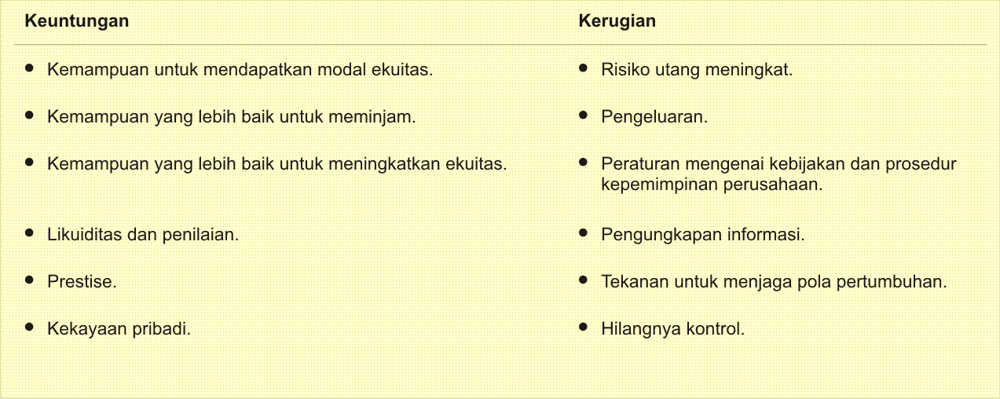 Keuntungan
Kerugian
• Kemampuan untuk mendapatkan modal ekuitas.
• Risiko utang meningkat.
• Kemampuan yang lebih baik untuk meminjam.
• Pengeluaran.
• Kemampuan yang lebih baik untuk meningkatkan ekuitas.
• Peraturan mengenai kebijakan dan prosedur
kepemimpinan perusahaan.
• Likuiditas dan penilaian.
• Pengungkapan informasi.
• Prestise.
• Tekanan untuk menjaga pola pertumbuhan.
• Kekayaan pribadi.
• Hilangnya kontrol.